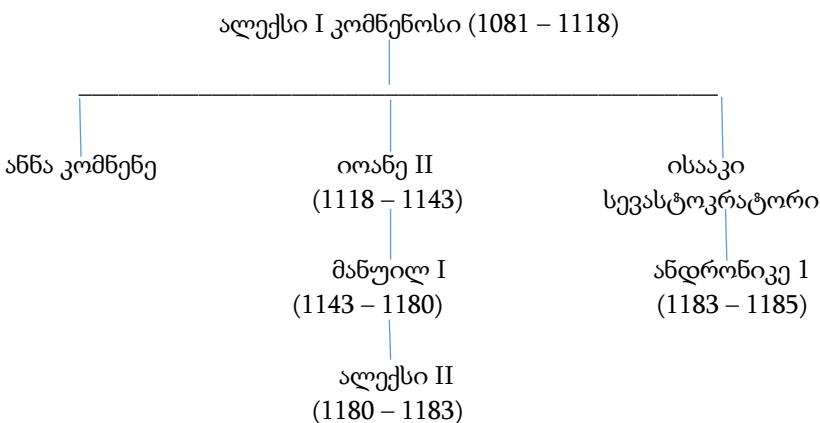 ალექსი I კომნენოსი (1081 – 1118)
ანნა კომნენე იოანე II ისააკი
(1118 – 1143) სევასტოკრატორი
მანუილ I ანდრონიკე 1
(1143 – 1180) (1183 – 1185)
ალექსი II
(1180 – 1183)